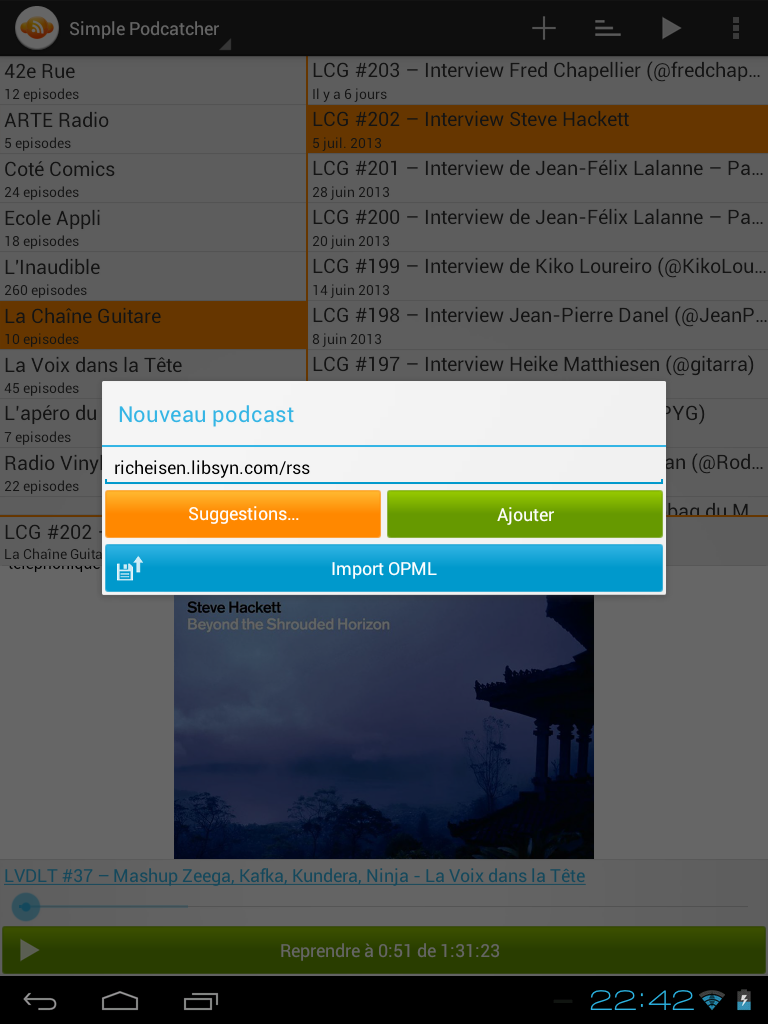 Simple Podcatcher
42e Rue
12 episodes
ARTE Radio
5 episodes
Coté Comics
24 episodes
Ecole Appli
18 episodes
L'Inaudible
260 episodes
La Chaîne Guitare
10 episodes
La Voix dans la Tête
45 episodes
L'apéro du
7 episodes
Radio Viny
22 episodes
LCG #203 – Interview Fred Chapellier (@fredchap...
Il y a 6 jours
LCG #202 – Interview Steve Hackett
5 juil. 2013
LCG #201 – Interview de Jean-Félix Lalanne – Pa...
28 juin 2013
LCG #200 – Interview de Jean-Félix Lalanne – Pa...
20 juin 2013
LCG #199 – Interview de Kiko Loureiro (@KikoLou...
14 juin 2013
LCG #198 – Interview Jean-Pierre Danel (@JeanP...
8 juin 2013
LCG #197 – Interview Heike Matthiesen (@gitarra)
PYG)
an (@Rod...
bag du M
Nouveau podcast
richeisen.libsyn.com/rss
Suggestions...
Ajouter
Import OPML
LCG #202 -
La Chaîne Guita
téléphonique
Steve Hackett
Beyond the Shrouded Horizon
LVDLT #37 – Mashup Zeega, Kafka, Kundera, Ninja - La Voix dans la Tête
Reprendre à 0:51 de 1:31:23
22:42